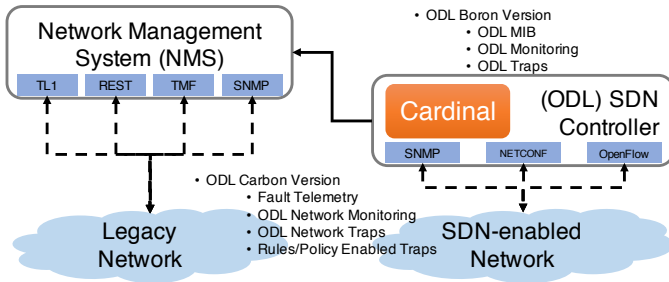 Network Management
System (NMS)
TL1
REST
TMF
SNMP
• ODL Boron Version
• ODL MIB
• ODL Monitoring
• ODL Traps
Cardinal
(ODL) SDN
Controller
SNMP
NETCONF
OpenFlow
• ODL Carbon Version
• Fault Telemetry
• ODL Network Monitoring
• ODL Network Traps
• Rules/Policy Enabled Traps
Legacy
Network
SDN-enabled
Network